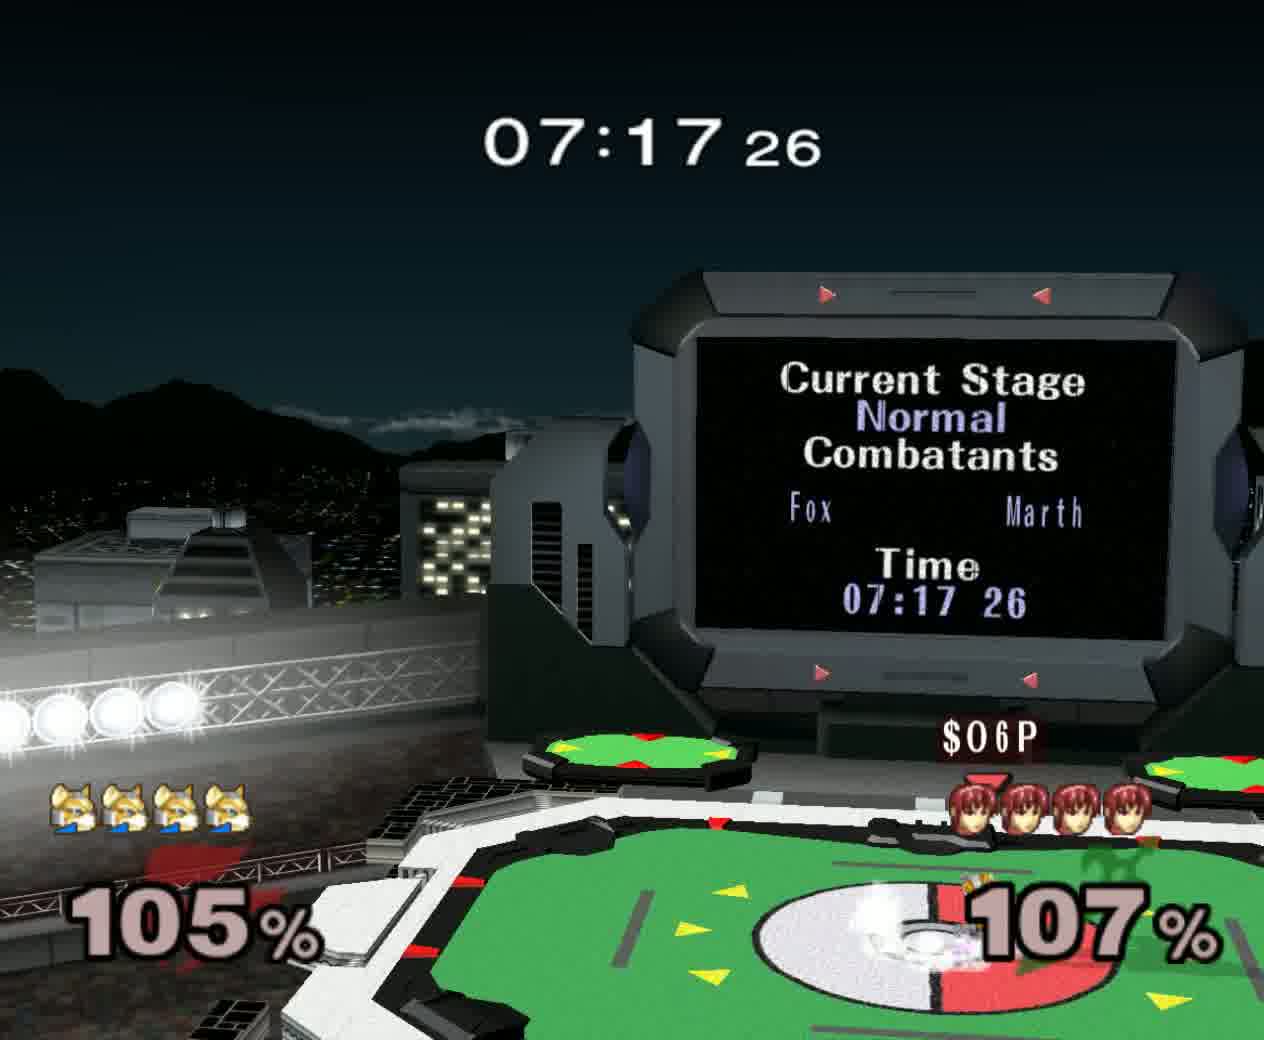 07:17 26
Current Stage
Normal
Combatants
Fox Marth
Time
07:17 26
$06P
105%
107%